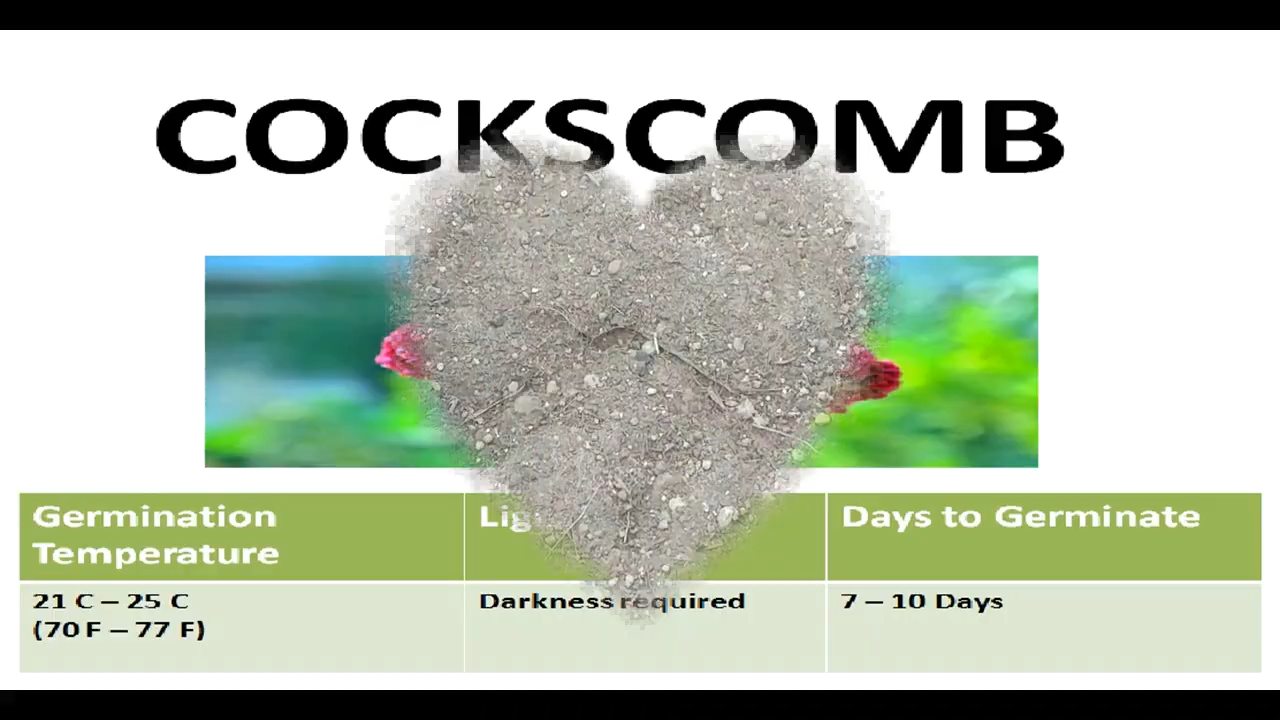 COCKSCOMB
Germination
Temperature
Days to Germinate
21 C – 25 C
(70 F – 77 F)
Darkness required
7 – 10 Days